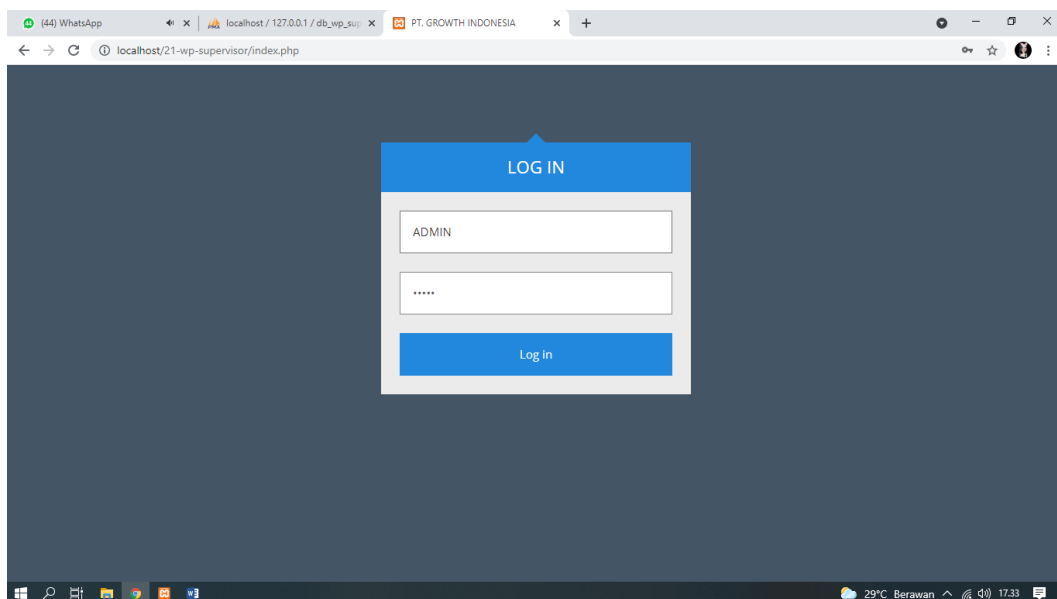 (44) WhatsApp
localhost / 127.0.0.1 / db_wp_sup
PT. GROWTH INDONESIA
localhost/21-wp-supervisor/index.php
LOG IN
ADMIN
•••••
Log in
29°C Berawan
17.33